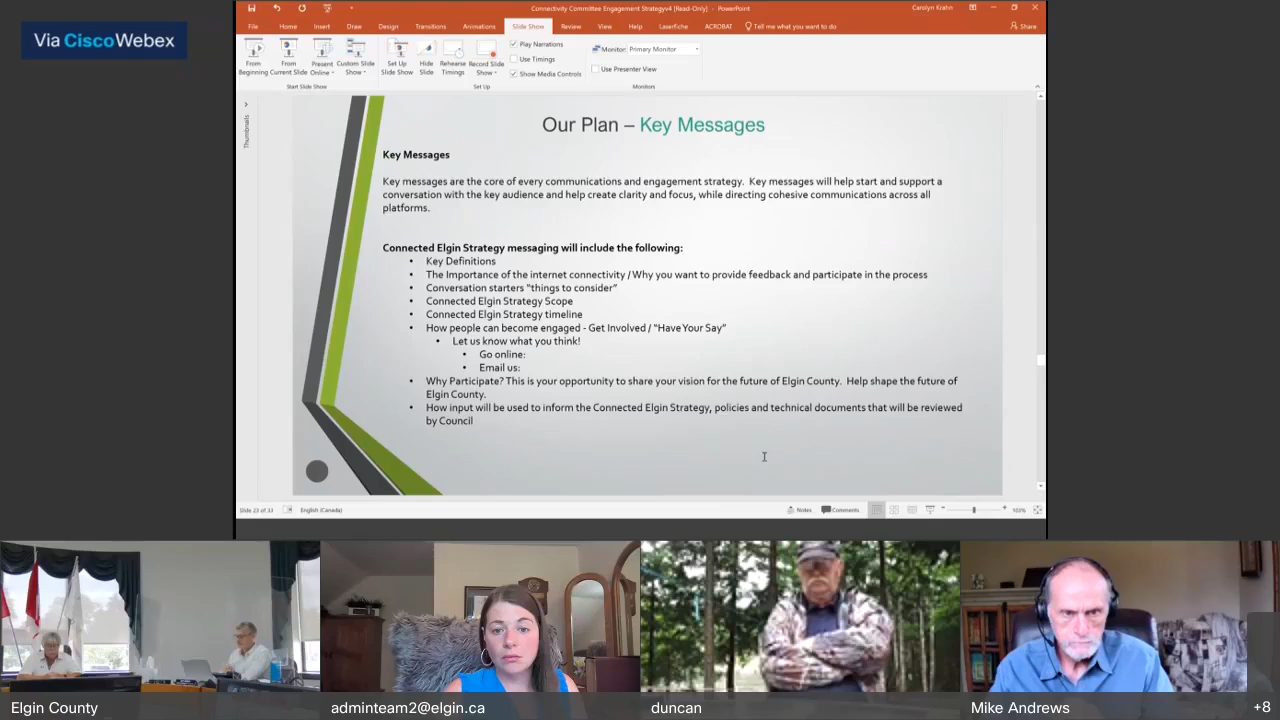 Via CiscoWebex
Connectivity Committee Engagement Strategyv4 [Read-Only] - PowerPoint
Carolyn Krahn
File Home Insert Draw Design Transitions Animations Slide Show Review View Help Laserfiche ACROBAT Tell me what you want to do
Share
From Beginning
From Current Slide
Present Online
Custom Slide Show
Set Up Slide Show
Hide Slide
Rehearse Timings
Record Slide Show
Play Narrations
Use Timings
Show Media Controls
Monitor: Primary Monitor
Use Presenter View
Start Slide Show
Set Up
Monitors
Thumbnails
Our Plan – Key Messages
Key Messages
Key messages are the core of every communications and engagement strategy. Key messages will help start and support a
conversation with the key audience and help create clarity and focus, while directing cohesive communications across all
platforms.
Connected Elgin Strategy messaging will include the following:
• Key Definitions
• The Importance of the internet connectivity / Why you want to provide feedback and participate in the process
• Conversation starters "things to consider"
• Connected Elgin Strategy Scope
• Connected Elgin Strategy timeline
• How people can become engaged - Get Involved / "Have Your Say"
• Let us know what you think!
• Go online:
• Email us:
• Why Participate? This is your opportunity to share your vision for the future of Elgin County. Help shape the future of
Elgin County.
• How input will be used to inform the Connected Elgin Strategy, policies and technical documents that will be reviewed
by Council
Slide 23 of 33
English (Canada)
Notes
Comments
103%
Elgin County
adminteam2@elgin.ca
duncan
Mike Andrews
+8